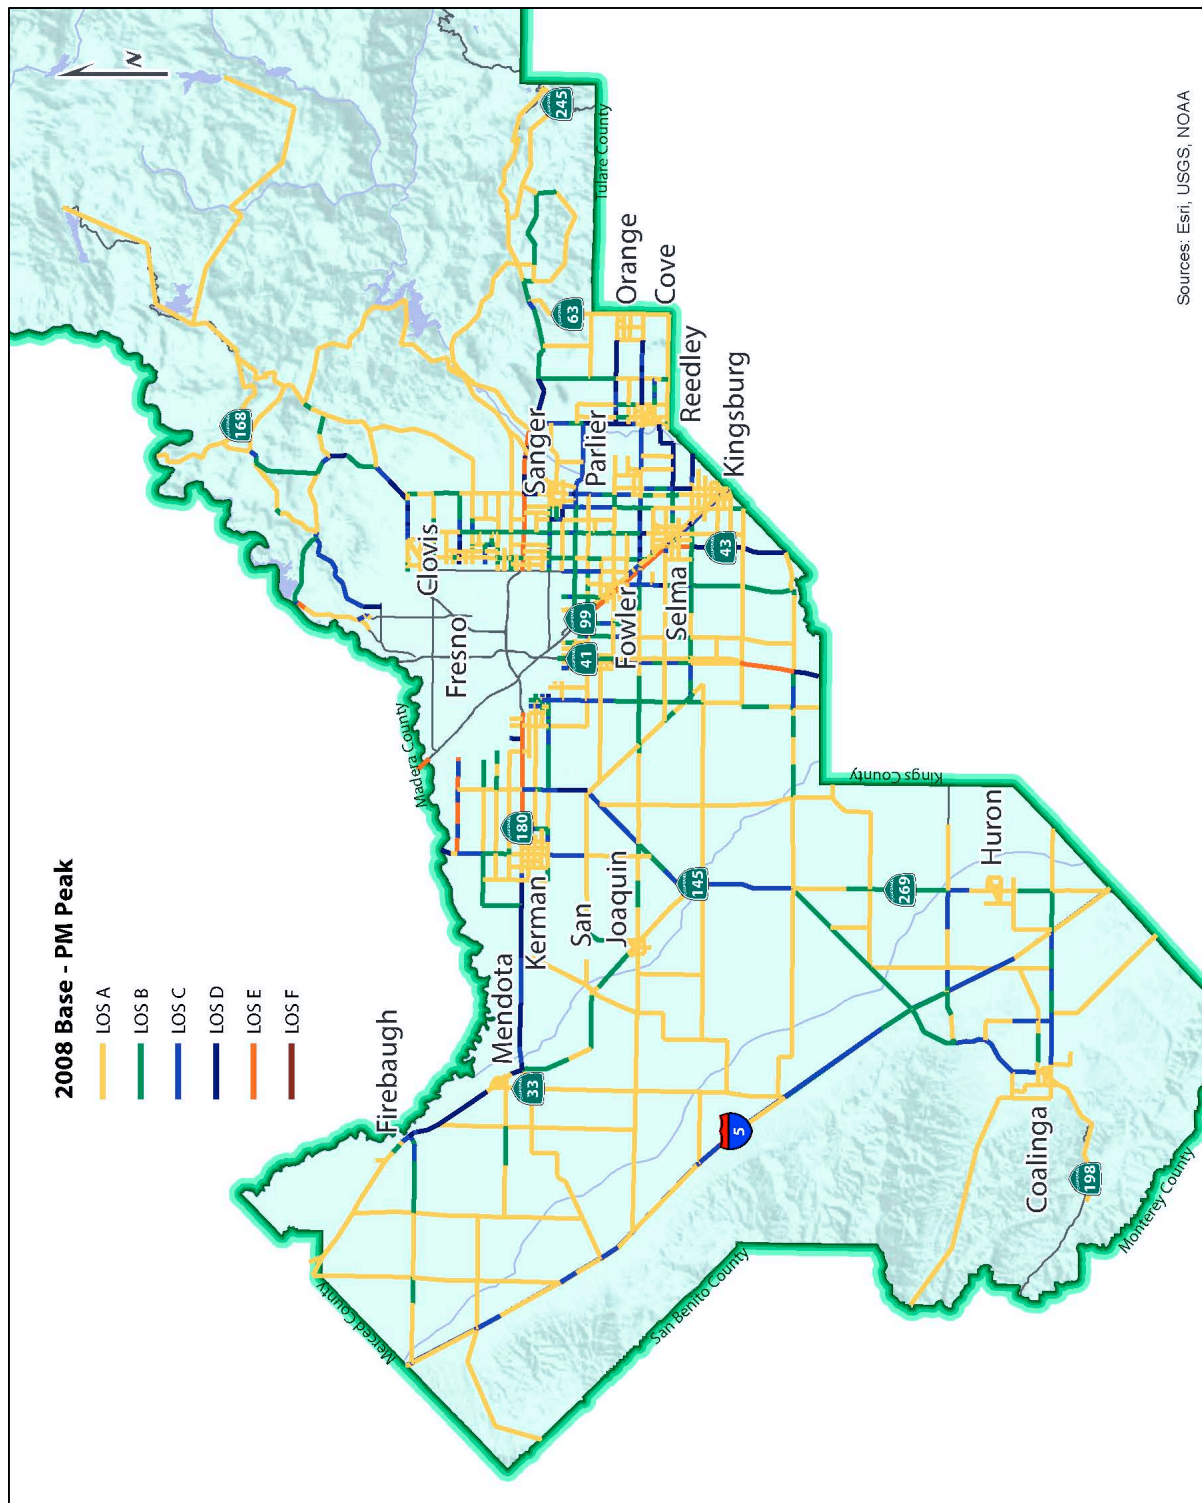 2008 Base - PM Peak
LOS A
LOS B
LOS C
LOS D
LOS E
LOS F
N
Merced County
Madera County
San Benito County
Monterey County
Kings County
Tulare County
Firebaugh
Mendota
Kerman
San
Joaquin
Fresno
Clovis
Sanger
Parlier
Fowler
Selma
Orange
Cove
Reedley
Kingsburg
Huron
Coalinga
33
5
180
145
269
198
41
99
43
168
63
245
Sources: Esri, USGS, NOAA